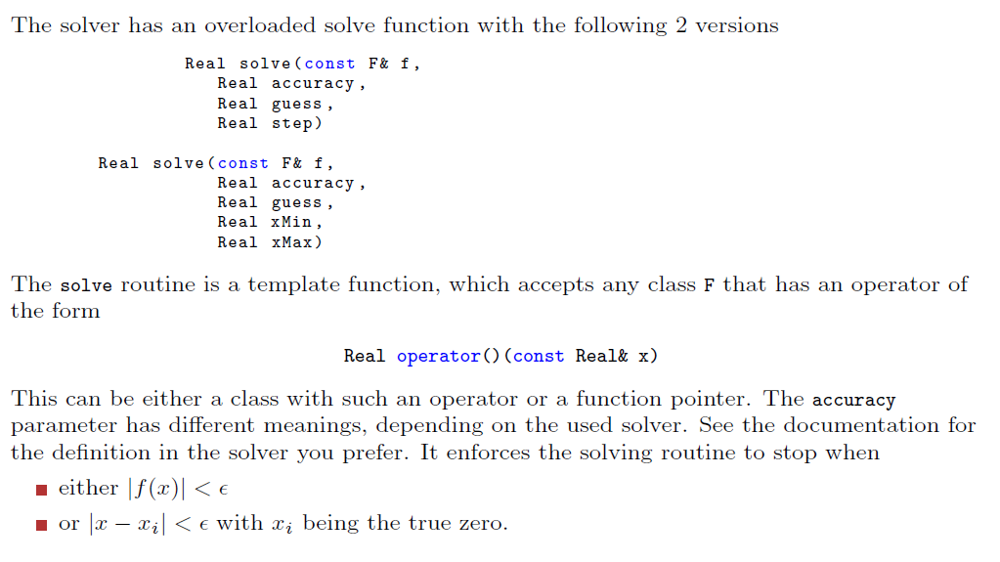 The solver has an overloaded solve function with the following 2 versions
Real solve(const F& f,
Real accuracy,
Real guess,
Real step)
Real solve(const F& f,
Real accuracy,
Real guess,
Real xMin,
Real xMax)
The solve routine is a template function, which accepts any class F that has an operator of
the form
Real operator()(const Real& x)
This can be either a class with such an operator or a function pointer. The accuracy
parameter has different meanings, depending on the used solver. See the documentation for
the definition in the solver you prefer. It enforces the solving routine to stop when
■ either |f(x)| < ϵ
■ or |x − xᵢ| < ϵ with xᵢ being the true zero.